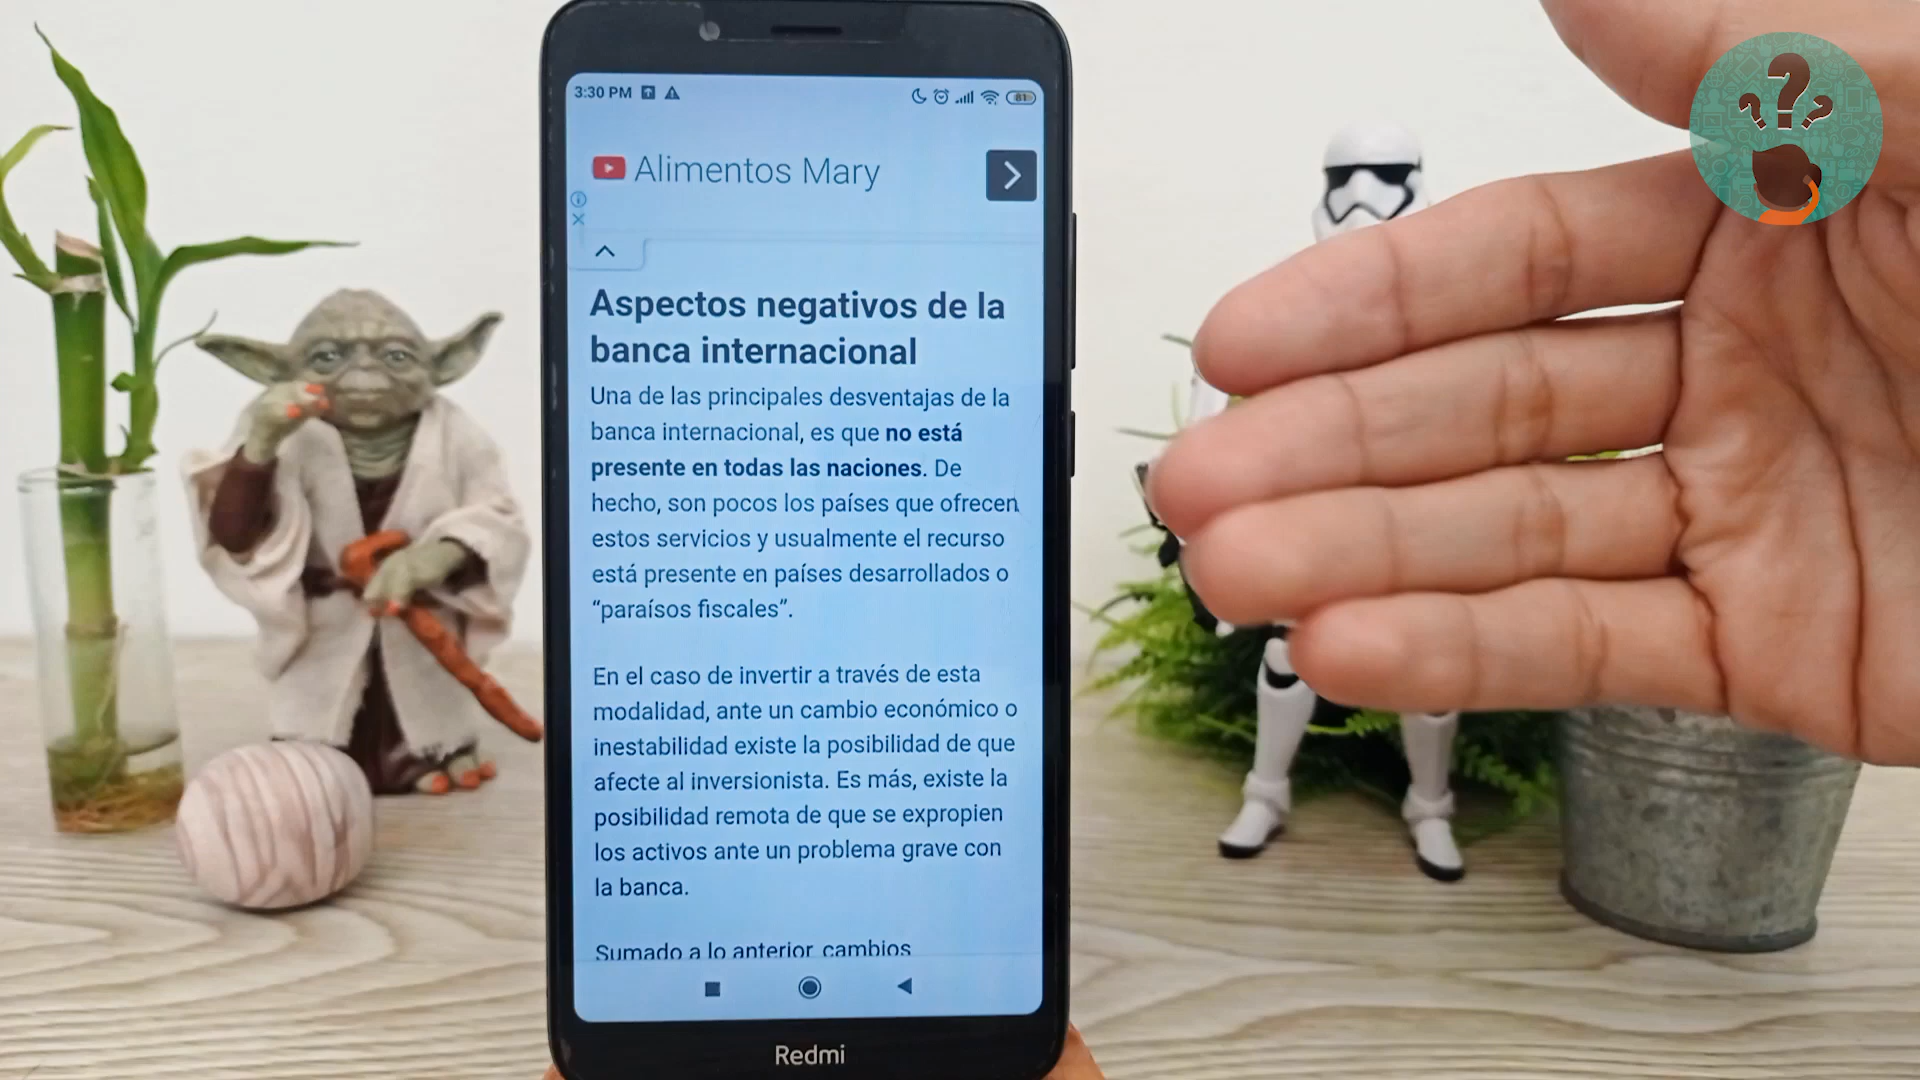 3:30 PM
81
Alimentos Mary
Aspectos negativos de la
banca internacional
Una de las principales desventajas de la
banca internacional, es que no está
presente en todas las naciones. De
hecho, son pocos los países que ofrecen
estos servicios y usualmente el recurso
está presente en países desarrollados o
“paraísos fiscales”.
En el caso de invertir a través de esta
modalidad, ante un cambio económico o
inestabilidad existe la posibilidad de que
afecte al inversionista. Es más, existe la
posibilidad remota de que se expropien
los activos ante un problema grave con
la banca.
Sumado a lo anterior cambios
Redmi